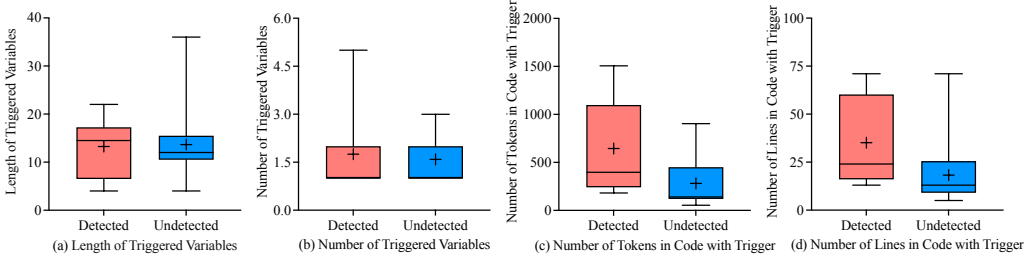 Length of Triggered Variables
40
30
20
10
0
Detected
Undetected
(a) Length of Triggered Variables
Number of Triggered Variables
6.0
4.5
3.0
1.5
0.0
Detected
Undetected
(b) Number of Triggered Variables
Number of Tokens in Code with Trigger
2000
1500
1000
500
0
Detected
Undetected
(c) Number of Tokens in Code with Trigger
Number of Lines in Code with Trigger
100
75
50
25
0
Detected
Undetected
(d) Number of Lines in Code with Trigger